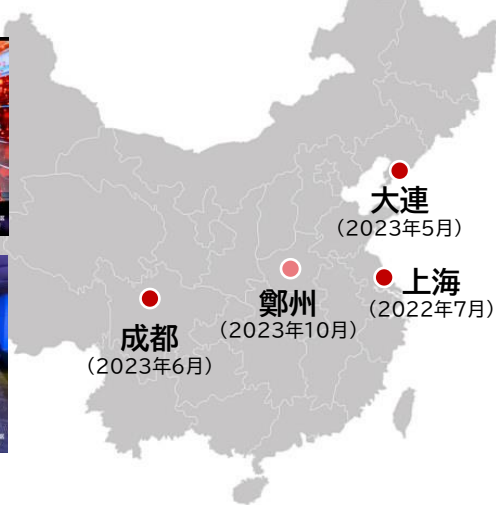 大連
（2023年5月）
上海
（2022年7月）
鄭州
（2023年10月）
成都
（2023年6月）